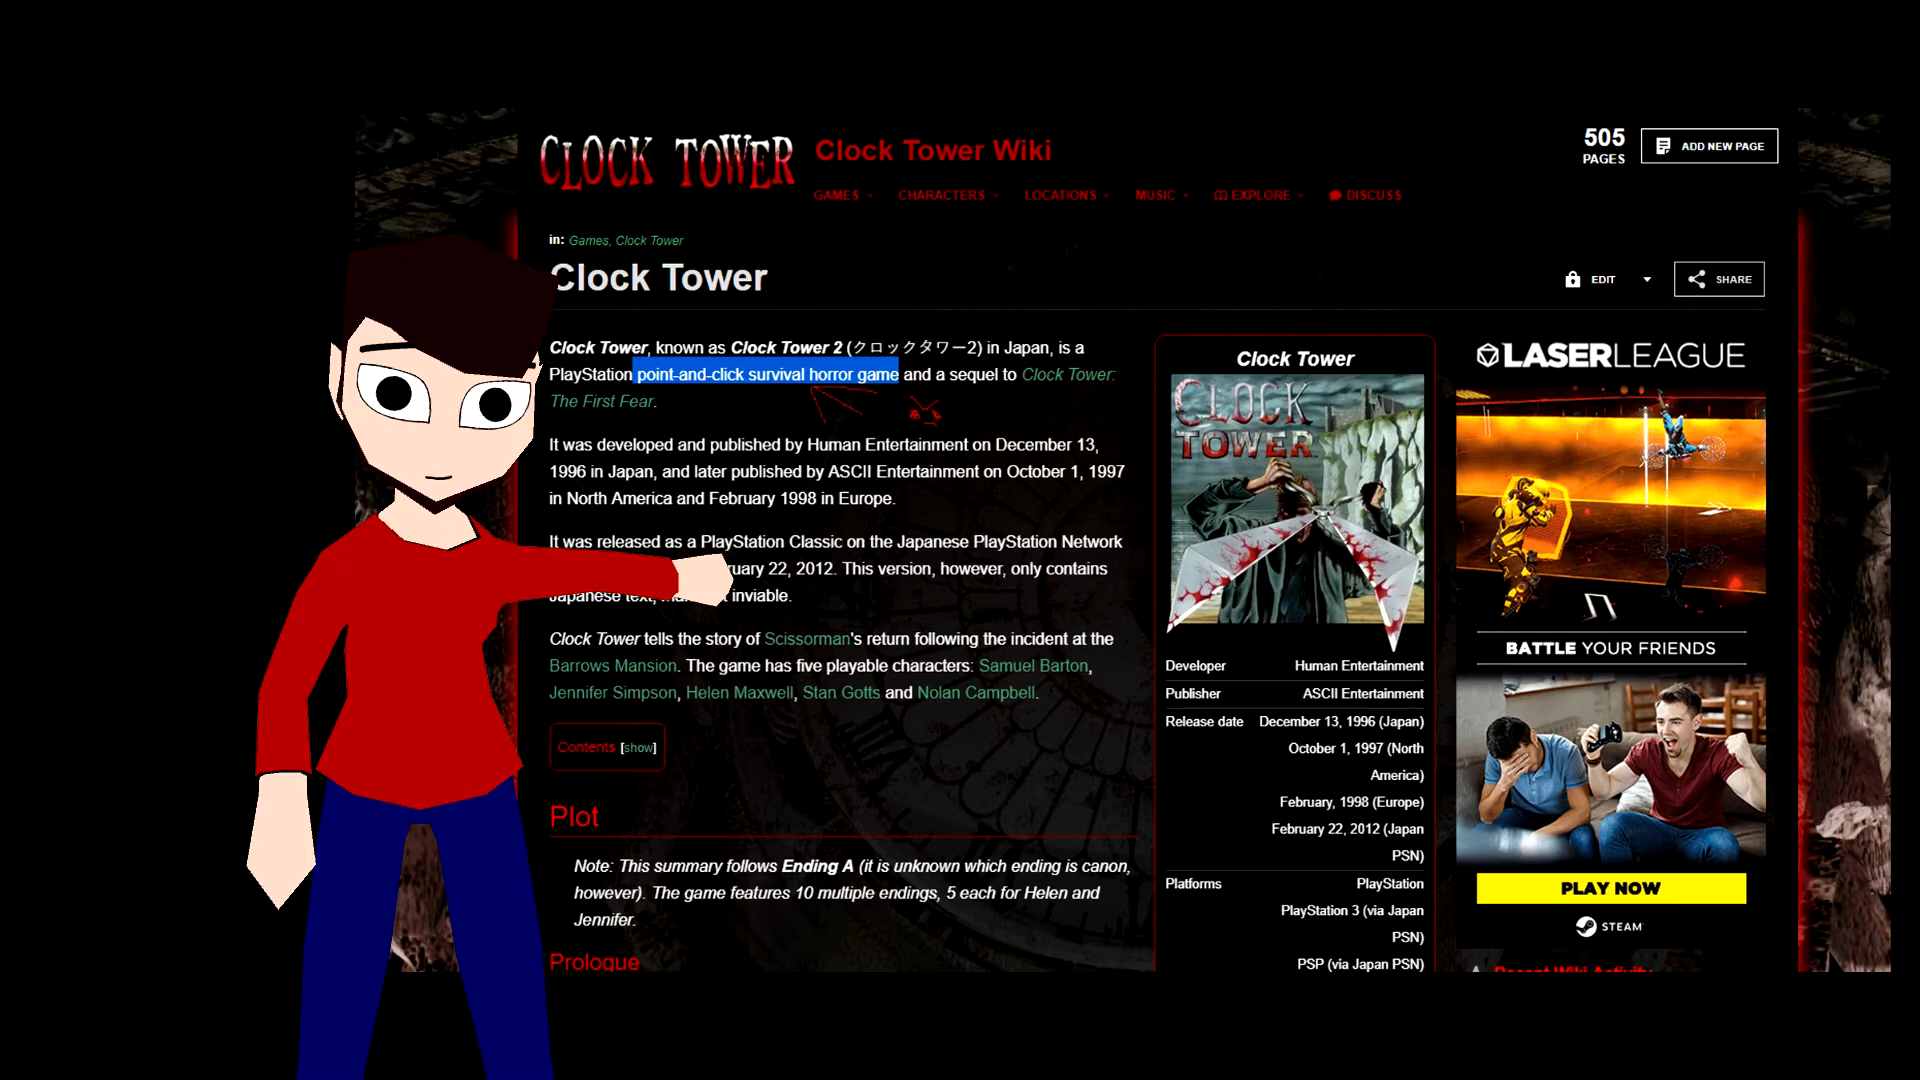 CLOCK TOWER
Clock Tower Wiki
505
PAGES
ADD NEW PAGE
GAMES
CHARACTERS
LOCATIONS
MUSIC
EXPLORE
DISCUSS
in: Games, Clock Tower
Clock Tower
EDIT
SHARE
Clock Tower, known as Clock Tower 2 (クロックタワー2) in Japan, is a
PlayStation point-and-click survival horror game and a sequel to Clock Tower:
The First Fear.
It was developed and published by Human Entertainment on December 13,
1996 in Japan, and later published by ASCII Entertainment on October 1, 1997
in North America and February 1998 in Europe.
It was released as a PlayStation Classic on the Japanese PlayStation Network
ruary 22, 2012. This version, however, only contains
Japanese text, inviable.
Clock Tower tells the story of Scissorman's return following the incident at the
Barrows Mansion. The game has five playable characters: Samuel Barton,
Jennifer Simpson, Helen Maxwell, Stan Gotts and Nolan Campbell.
Contents [show]
Plot
Note: This summary follows Ending A (it is unknown which ending is canon,
however). The game features 10 multiple endings, 5 each for Helen and
Jennifer.
Prologue
Clock Tower
CLOCK
TOWER
Developer Human Entertainment
Publisher ASCII Entertainment
Release date December 13, 1996 (Japan)
October 1, 1997 (North
America)
February, 1998 (Europe)
February 22, 2012 (Japan
PSN)
Platforms PlayStation
PlayStation 3 (via Japan
PSN)
PSP (via Japan PSN)
LASERLEAGUE
BATTLE YOUR FRIENDS
PLAY NOW
STEAM
Recent Wiki Activity